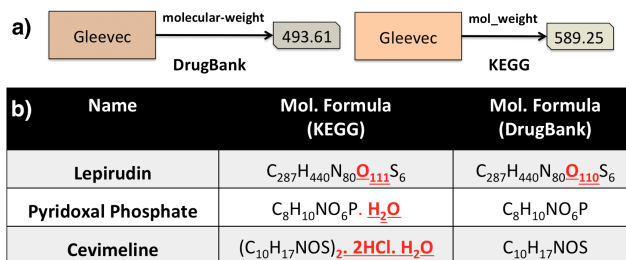 a) Gleevec molecular-weight 493.61 Gleevec mol_weight 589.25
DrugBank KEGG
b) Name Mol. Formula (KEGG) Mol. Formula (DrugBank)
Lepirudin C₂₈₇H₄₄₀N₈₀O₁₁₁S₆ C₂₈₇H₄₄₀N₈₀O₁₁₀S₆
Pyridoxal Phosphate C₈H₁₀NO₆P. H₂O C₈H₁₀NO₆P
Cevimeline (C₁₀H₁₇NOS)₂. 2HCl. H₂O C₁₀H₁₇NOS